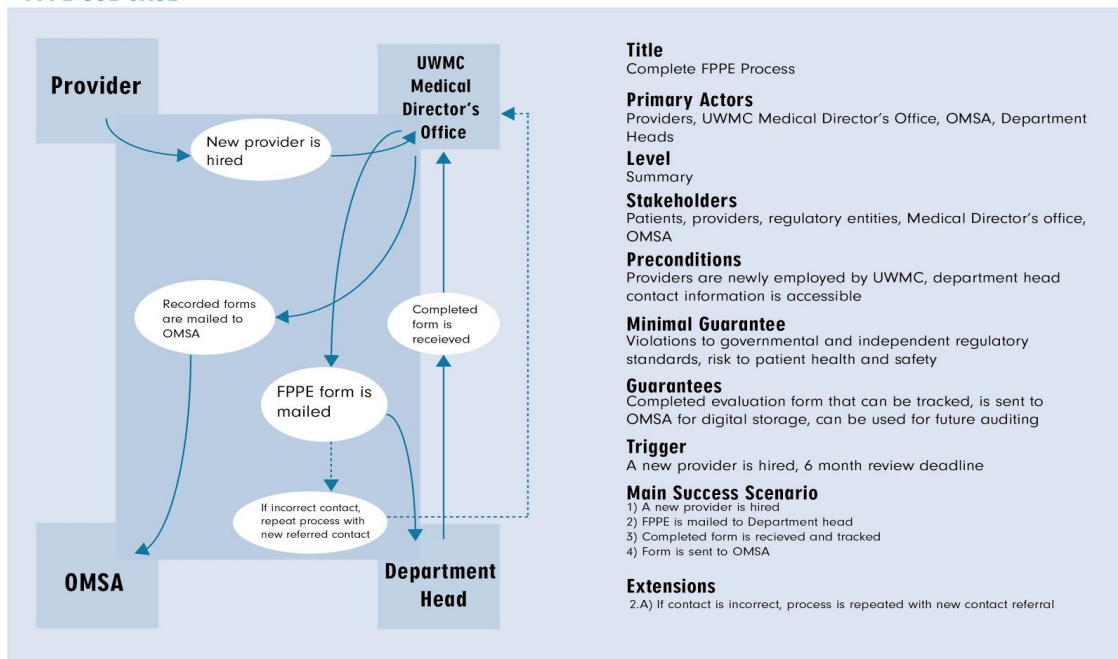 Provider
UWMC
Medical
Director's
Office
New provider is
hired
Recorded forms
are mailed to
OMSA
Completed
form is
receieved
FPPE form is
mailed
If incorrect contact,
repeat process with
new referred contact
OMSA
Department
Head
Title
Complete FPPE Process
Primary Actors
Providers, UWMC Medical Director's Office, OMSA, Department
Heads
Level
Summary
Stakeholders
Patients, providers, regulatory entities, Medical Director's office,
OMSA
Preconditions
Providers are newly employed by UWMC, department head
contact information is accessible
Minimal Guarantee
Violations to governmental and independent regulatory
standards, risk to patient health and safety
Guarantees
Completed evaluation form that can be tracked, is sent to
OMSA for digital storage, can be used for future auditing
Trigger
A new provider is hired, 6 month review deadline
Main Success Scenario
1) A new provider is hired
2) FPPE is mailed to Department head
3) Completed form is recieved and tracked
4) Form is sent to OMSA
Extensions
2.A) If contact is incorrect, process is repeated with new contact referral